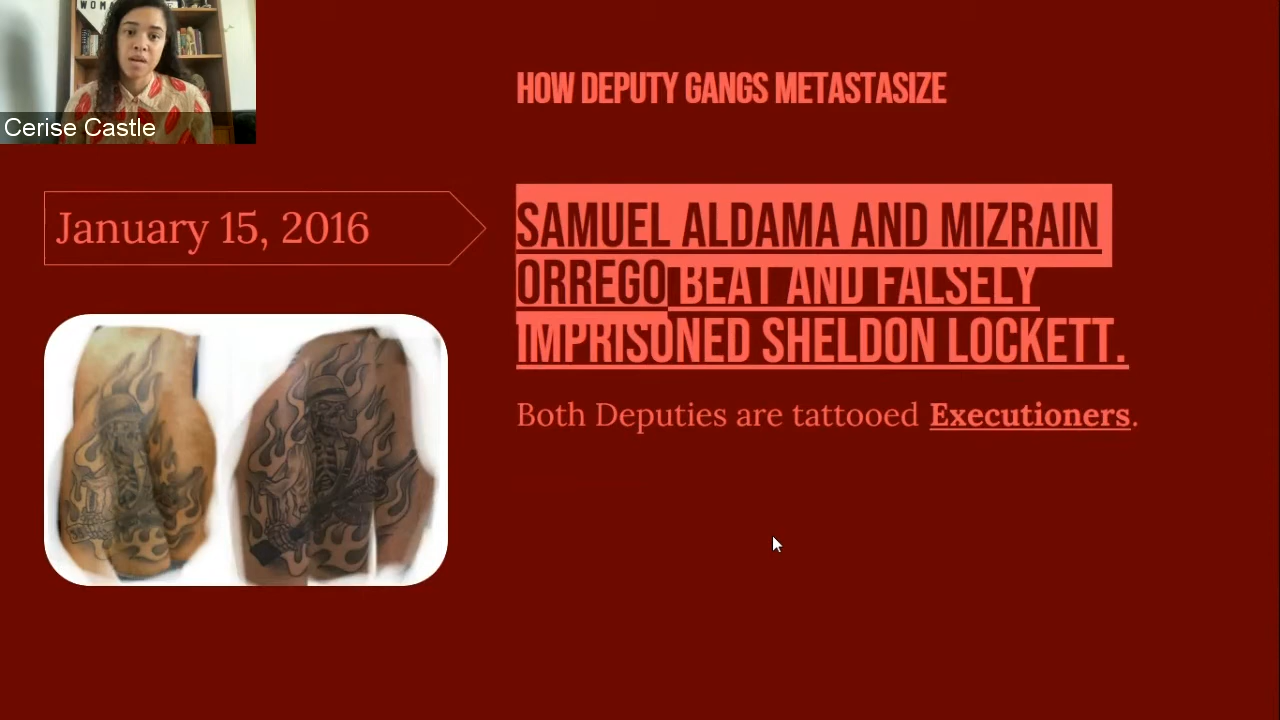 WOMA
Cerise Castle
HOW DEPUTY GANGS METASTASIZE
January 15, 2016
SAMUEL ALDAMA AND MIZRAIN
ORREGO BEAT AND FALSELY
IMPRISONED SHELDON LOCKETT.
Both Deputies are tattooed Executioners.